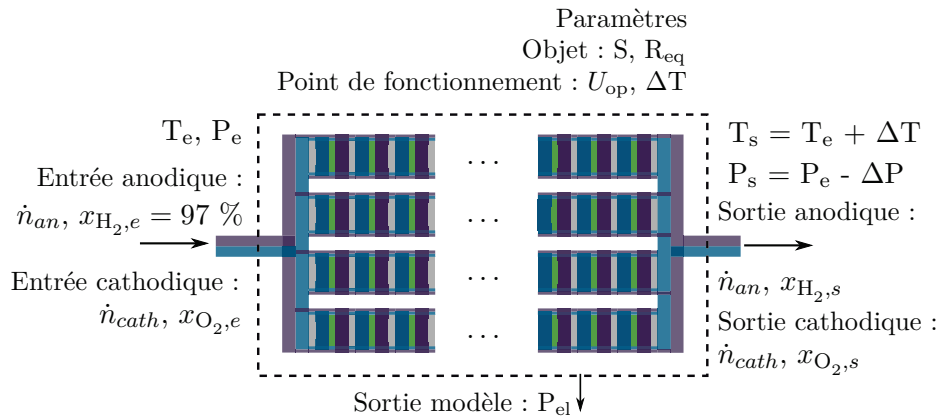 Paramètres
Objet : S, R_eq
Point de fonctionnement : U_op, ΔT
T_e, P_e
Entrée anodique :
ṅ_an, x_H₂,e = 97 %
Entrée cathodique :
ṅ_cath, x_O₂,e
. . .
. . .
. . .
. . .
T_s = T_e + ΔT
P_s = P_e - ΔP
Sortie anodique :
ṅ_an, x_H₂,s
Sortie cathodique :
ṅ_cath, x_O₂,s
Sortie modèle : P_el